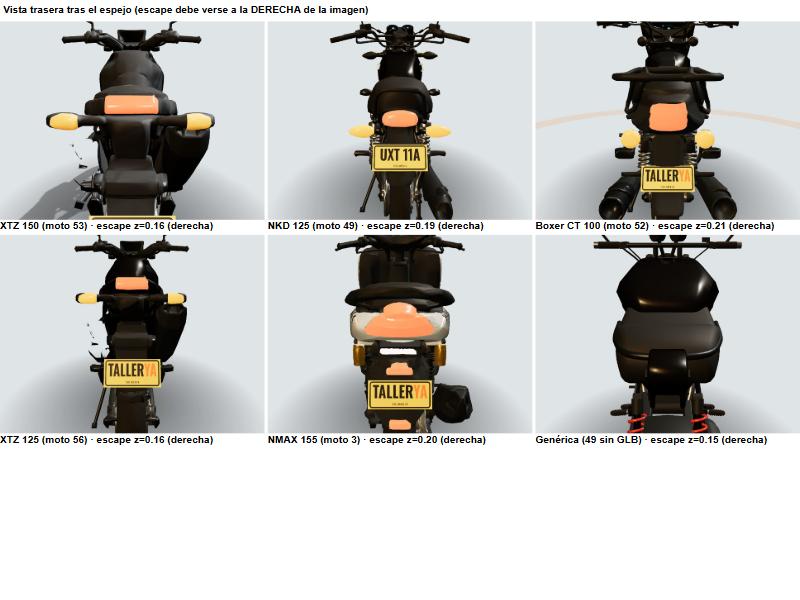 Vista trasera tras el espejo (escape debe verse a la DERECHA de la imagen)
UXT 11A
TALLERYA
XTZ 150 (moto 53) · escape z=0.16 (derecha)
NKD 125 (moto 49) · escape z=0.19 (derecha)
Boxer CT 100 (moto 52) · escape z=0.21 (derecha)
TALLERYA
TALLERYA
XTZ 125 (moto 56) · escape z=0.16 (derecha)
NMAX 155 (moto 3) · escape z=0.20 (derecha)
Genérica (49 sin GLB) · escape z=0.15 (derecha)